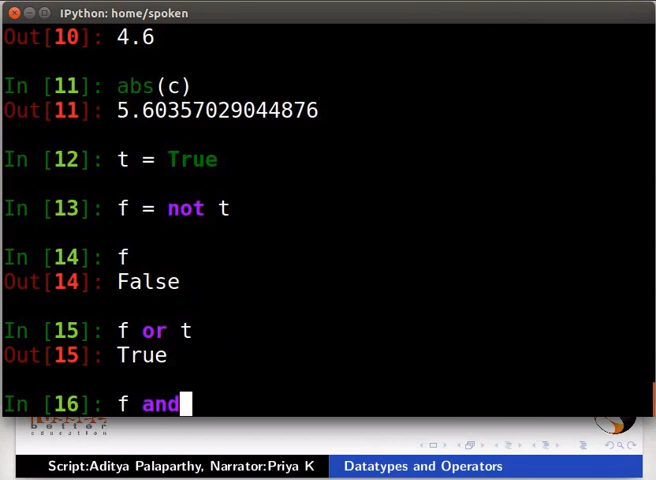 IPython: home/spoken
Out[10]: 4.6
In [11]: abs(c)
Out[11]: 5.60357029044876
In [12]: t = True
In [13]: f = not t
In [14]: f
Out[14]: False
In [15]: f or t
Out[15]: True
In [16]: f and
better
education
Script:Aditya Palaparthy, Narrator:Priya K
Datatypes and Operators